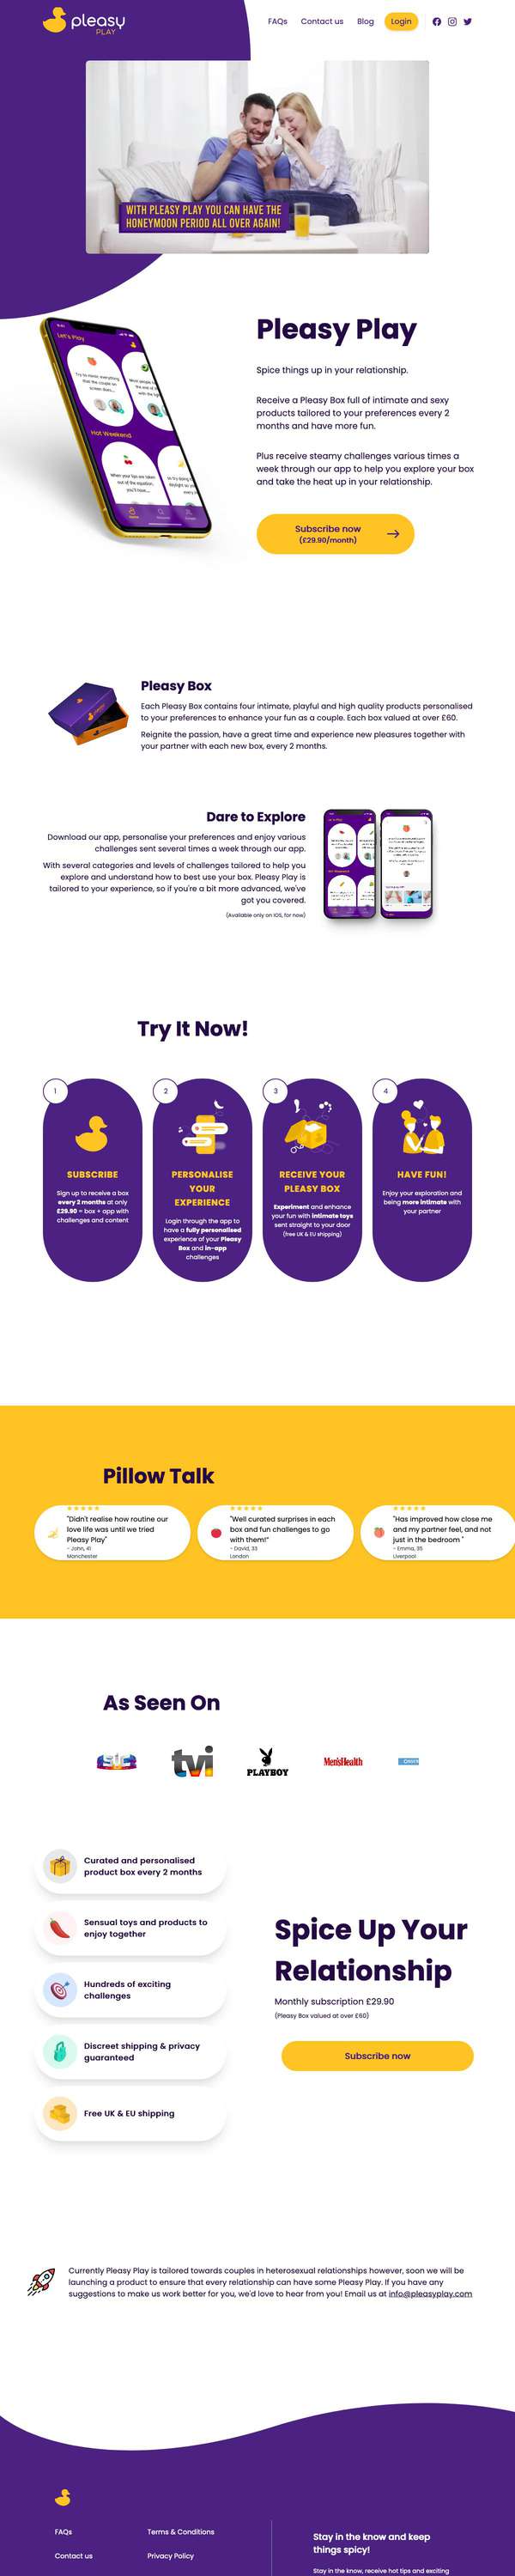 pleasy
PLAY
FAQs
Contact us
Blog
Login
WITH PLEASY PLAY YOU CAN HAVE THE
HONEYMOON PERIOD ALL OVER AGAIN!
Let's Play
Hot Weekend
Pleasy Play
Spice things up in your relationship.
Receive a Pleasy Box full of intimate and sexy
products tailored to your preferences every 2
months and have more fun.
Plus receive steamy challenges various times a
week through our app to help you explore your box
and take the heat up in your relationship.
Subscribe now
(£29.90/month)
Pleasy Box
Each Pleasy Box contains four intimate, playful and high quality products personalised
to your preferences to enhance your fun as a couple. Each box valued at over £60.
Reignite the passion, have a great time and experience new pleasures together with
your partner with each new box, every 2 months.
Dare to Explore
Download our app, personalise your preferences and enjoy various
challenges sent several times a week through our app.
With several categories and levels of challenges tailored to help you
explore and understand how to best use your box. Pleasy Play is
tailored to your experience, so if you're a bit more advanced, we've
got you covered.
(Available only on iOS, for now)
Try It Now!
1
SUBSCRIBE
Sign up to receive a box
every 2 months at only
£29.90 = box + app with
challenges and content
2
PERSONALISE
YOUR
EXPERIENCE
Login through the app to
have a fully personalised
experience of your Pleasy
Box and in-app
challenges
3
RECEIVE YOUR
PLEASY BOX
Experiment and enhance
your fun with intimate toys
sent straight to your door
(free UK & EU shipping)
4
HAVE FUN!
Enjoy your exploration and
being more intimate with
your partner
Pillow Talk
"Didn't realise how routine our
love life was until we tried
Pleasy Play"
- John, 41
Manchester
"Well curated surprises in each
box and fun challenges to go
with them!"
- David, 33
London
"Has improved how close me
and my partner feel, and not
just in the bedroom "
- Emma, 35
Liverpool
As Seen On
tvi
PLAYBOY
Men'sHealth
Curated and personalised
product box every 2 months
Sensual toys and products to
enjoy together
Hundreds of exciting
challenges
Discreet shipping & privacy
guaranteed
Free UK & EU shipping
Spice Up Your
Relationship
Monthly subscription £29.90
(Pleasy Box valued at over £60)
Subscribe now
Currently Pleasy Play is tailored towards couples in heterosexual relationships however, soon we will be
launching a product to ensure that every relationship can have some Pleasy Play. If you have any
suggestions to make us work better for you, we'd love to hear from you! Email us at info@pleasyplay.com
FAQs
Terms & Conditions
Contact us
Privacy Policy
Stay in the know and keep
things spicy!
Stay in the know, receive hot tips and exciting